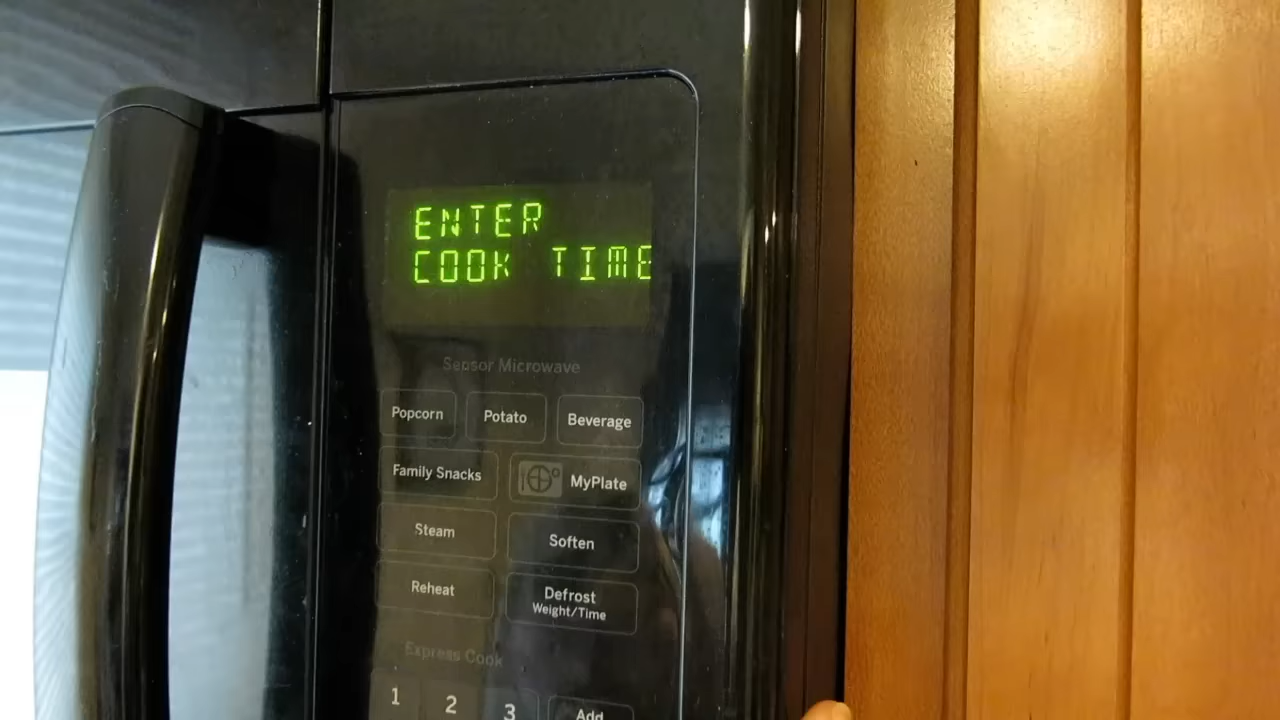 ENTER
COOK TIME
Sensor Microwave
Popcorn
Potato
Beverage
Family Snacks
MyPlate
Steam
Soften
Reheat
Defrost
Weight/Time
Express Cook
1
2
3
Add